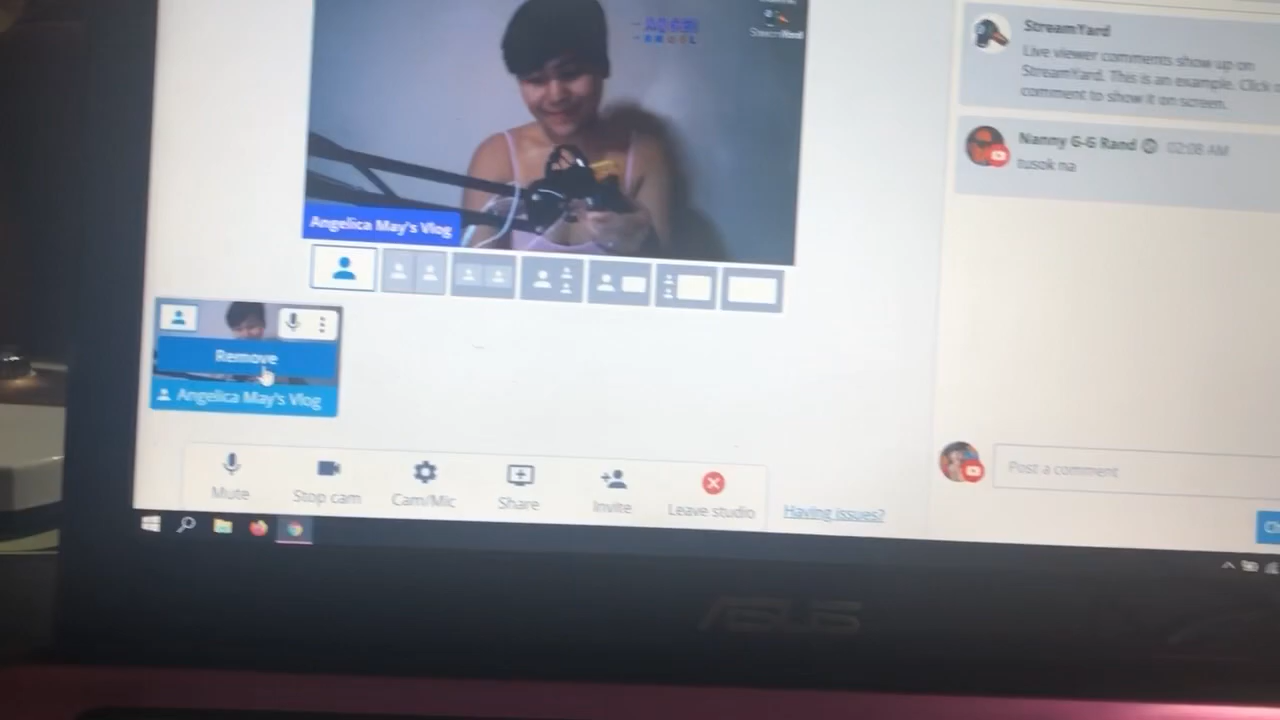 StreamYard
StreamYard
Live viewer comments show up on
StreamYard. This is an example. Click
comment to show it on screen.
Nanny G-G Rand 02:08 AM
tusok na
Angelica May's Vlog
Remove
Angelica May's Vlog
Post a comment
Mute
Stop cam
Cam/Mic
Share
Invite
Leave studio
Having issues?
ASUS